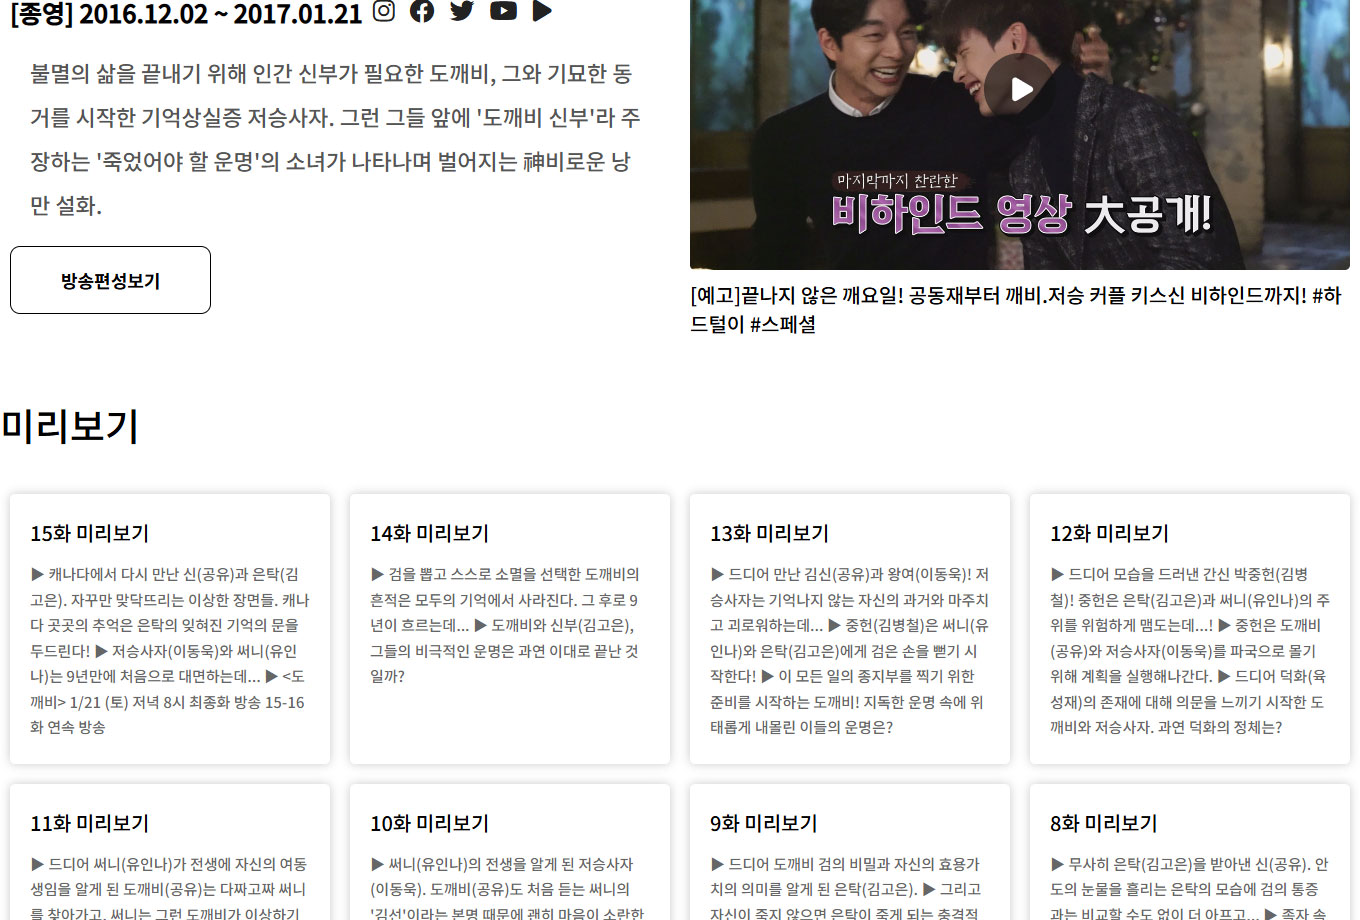 [종영] 2016.12.02 ~ 2017.01.21
불멸의 삶을 끝내기 위해 인간 신부가 필요한 도깨비, 그와 기묘한 동
거를 시작한 기억상실증 저승사자. 그런 그들 앞에 '도깨비 신부'라 주
장하는 '죽었어야 할 운명'의 소녀가 나타나며 벌어지는 神비로운 낭
만 설화.
방송편성보기
마지막까지 찬란한
비하인드 영상 大공개!
[예고]끝나지 않은 깨요일! 공동재부터 깨비.저승 커플 키스신 비하인드까지! #하
드털이 #스페셜
미리보기
15화 미리보기
▶ 캐나다에서 다시 만난 신(공유)과 은탁(김
고은). 자꾸만 맞닥뜨리는 이상한 장면들. 캐나
다 곳곳의 추억은 은탁의 잊혀진 기억의 문을
두드린다! ▶ 저승사자(이동욱)와 써니(유인
나)는 9년만에 처음으로 대면하는데... ▶ <도
깨비> 1/21 (토) 저녁 8시 최종화 방송 15-16
화 연속 방송
14화 미리보기
▶ 검을 뽑고 스스로 소멸을 선택한 도깨비의
흔적은 모두의 기억에서 사라진다. 그 후로 9
년이 흐르는데... ▶ 도깨비와 신부(김고은),
그들의 비극적인 운명은 과연 이대로 끝난 것
일까?
13화 미리보기
▶ 드디어 만난 김신(공유)과 왕여(이동욱)! 저
승사자는 기억나지 않는 자신의 과거와 마주치
고 괴로워하는데... ▶ 중헌(김병철)은 써니(유
인나)와 은탁(김고은)에게 검은 손을 뻗기 시
작한다! ▶ 이 모든 일의 종지부를 찍기 위한
준비를 시작하는 도깨비! 지독한 운명 속에 위
태롭게 내몰린 이들의 운명은?
12화 미리보기
▶ 드디어 모습을 드러낸 간신 박중헌(김병
철)! 중헌은 은탁(김고은)과 써니(유인나)의 주
위를 위험하게 맴도는데...! ▶ 중헌은 도깨비
(공유)와 저승사자(이동욱)를 파국으로 몰기
위해 계획을 실행해나간다. ▶ 드디어 덕화(육
성재)의 존재에 대해 의문을 느끼기 시작한 도
깨비와 저승사자. 과연 덕화의 정체는?
11화 미리보기
▶ 드디어 써니(유인나)가 전생에 자신의 여동
생임을 알게 된 도깨비(공유)는 다짜고짜 써니
를 찾아가고, 써니는 그런 도깨비가 이상하기
10화 미리보기
▶ 써니(유인나)의 전생을 알게 된 저승사자
(이동욱). 도깨비(공유)도 처음 듣는 써니의
'김선'이라는 본명 때문에 괜히 마음이 소란한
9화 미리보기
▶ 드디어 도깨비 검의 비밀과 자신의 효용가
치의 의미를 알게 된 은탁(김고은). ▶ 그리고
자신이 죽지 않으면 은탁이 죽게 되는 충격적
8화 미리보기
▶ 무사히 은탁(김고은)을 받아낸 신(공유). 안
도의 눈물을 흘리는 은탁의 모습에 검의 통증
과는 비교할 수도 없이 더 아프고... ▶ 족자 속